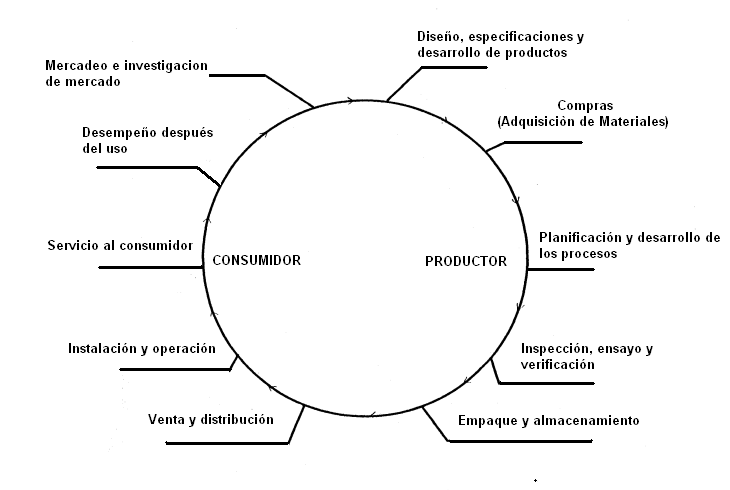 Diseño, especificaciones y
desarrollo de productos
Mercadeo e investigacion
de mercado
Compras
(Adquisición de Materiales)
Desempeño después
del uso
Planificación y desarrollo de
los procesos
Servicio al consumidor
CONSUMIDOR
PRODUCTOR
Instalación y operación
Inspección, ensayo y
verificación
Venta y distribución
Empaque y almacenamiento